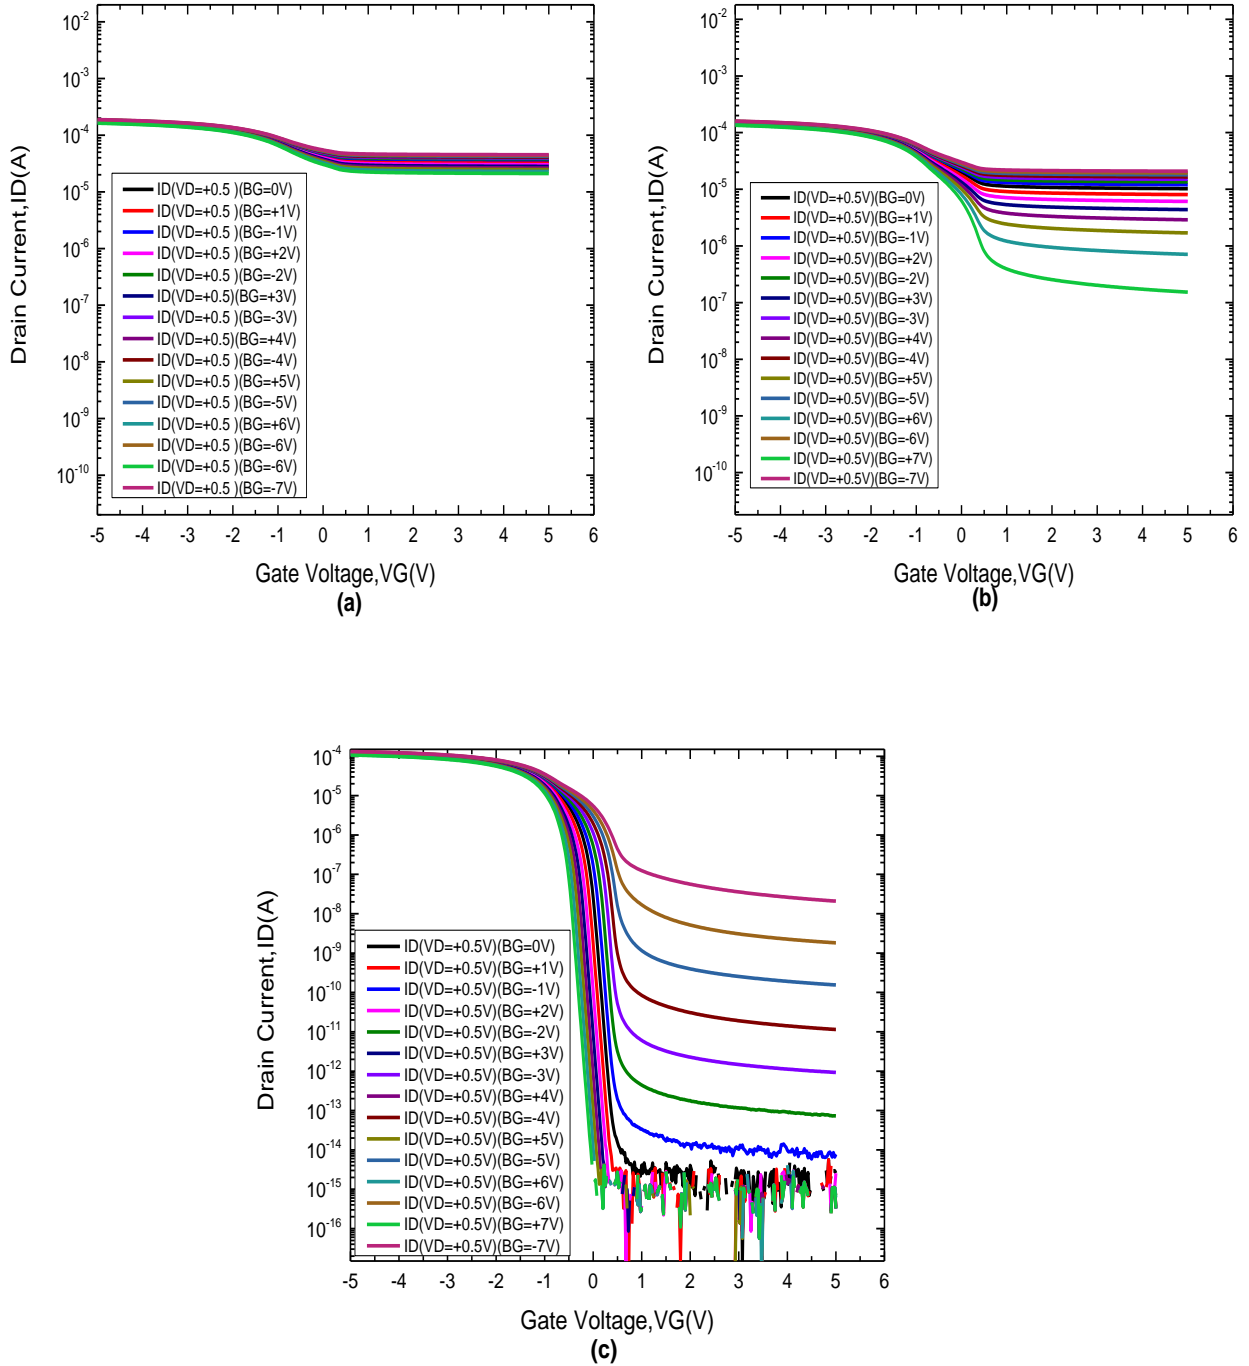 10-2
10-3
10-4
10-5
10-6
10-7
10-8
10-9
10-10
Drain Current,ID(A)
ID(VD=+0.5 )(BG=0V)
ID(VD=+0.5 )(BG=+1V)
ID(VD=+0.5 )(BG=-1V)
ID(VD=+0.5 )(BG=+2V)
ID(VD=+0.5 )(BG=-2V)
ID(VD=+0.5)(BG=+3V)
ID(VD=+0.5 )(BG=-3V)
ID(VD=+0.5)(BG=+4V)
ID(VD=+0.5 )(BG=-4V)
ID(VD=+0.5 )(BG=+5V)
ID(VD=+0.5 )(BG=-5V)
ID(VD=+0.5 )(BG=+6V)
ID(VD=+0.5 )(BG=-6V)
ID(VD=+0.5 )(BG=-6V)
ID(VD=+0.5 )(BG=-7V)
-5 -4 -3 -2 -1 0 1 2 3 4 5 6
Gate Voltage,VG(V)
(a)
10-2
10-3
10-4
10-5
10-6
10-7
10-8
10-9
10-10
Drain Current,ID(A)
ID(VD=+0.5V)(BG=0V)
ID(VD=+0.5V)(BG=+1V)
ID(VD=+0.5V)(BG=-1V)
ID(VD=+0.5V)(BG=+2V)
ID(VD=+0.5V)(BG=-2V)
ID(VD=+0.5V)(BG=+3V)
ID(VD=+0.5V)(BG=-3V)
ID(VD=+0.5V)(BG=+4V)
ID(VD=+0.5V)(BG=-4V)
ID(VD=+0.5V)(BG=+5V)
ID(VD=+0.5V)(BG=-5V)
ID(VD=+0.5V)(BG=+6V)
ID(VD=+0.5V)(BG=-6V)
ID(VD=+0.5V)(BG=+7V)
ID(VD=+0.5V)(BG=-7V)
-5 -4 -3 -2 -1 0 1 2 3 4 5 6
Gate Voltage,VG(V)
(b)
10-4
10-5
10-6
10-7
10-8
10-9
10-10
10-11
10-12
10-13
10-14
10-15
10-16
Drain Current,ID(A)
ID(VD=+0.5V)(BG=0V)
ID(VD=+0.5V)(BG=+1V)
ID(VD=+0.5V)(BG=-1V)
ID(VD=+0.5V)(BG=+2V)
ID(VD=+0.5V)(BG=-2V)
ID(VD=+0.5V)(BG=+3V)
ID(VD=+0.5V)(BG=-3V)
ID(VD=+0.5V)(BG=+4V)
ID(VD=+0.5V)(BG=-4V)
ID(VD=+0.5V)(BG=+5V)
ID(VD=+0.5V)(BG=-5V)
ID(VD=+0.5V)(BG=+6V)
ID(VD=+0.5V)(BG=-6V)
ID(VD=+0.5V)(BG=+7V)
ID(VD=+0.5V)(BG=-7V)
-5 -4 -3 -2 -1 0 1 2 3 4 5 6
Gate Voltage,VG(V)
(c)